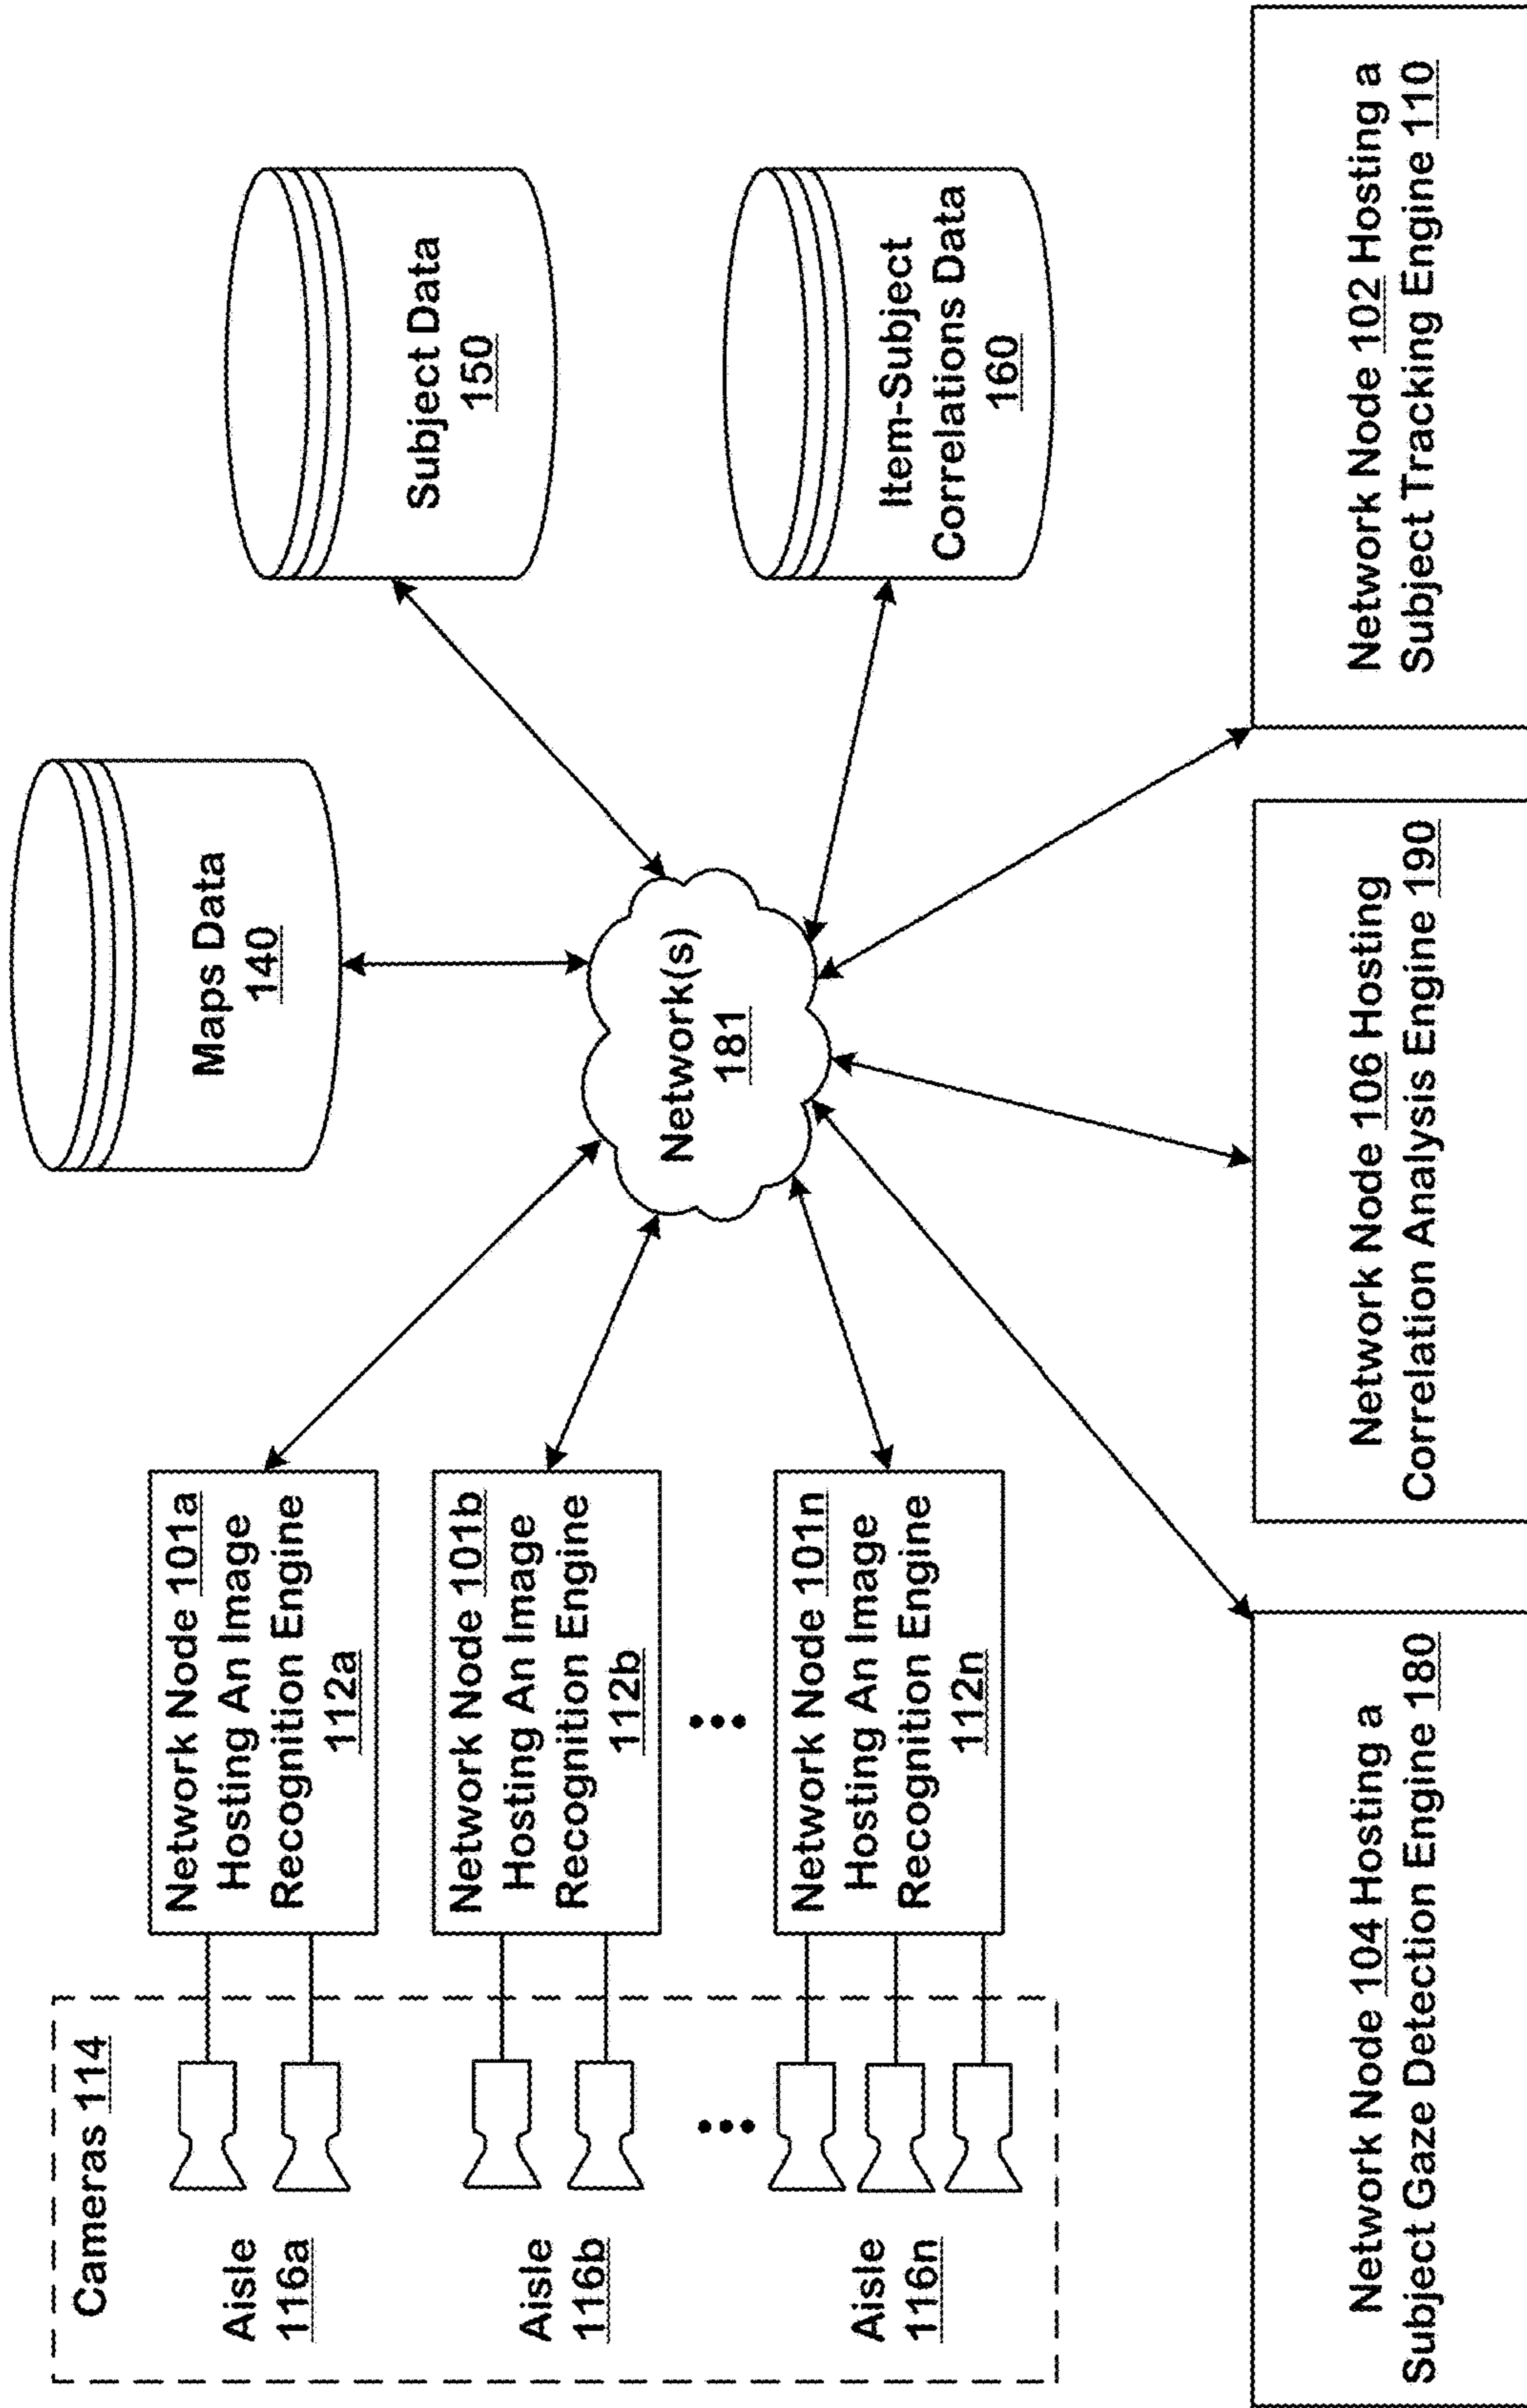 Cameras 114
Aisle
116a
Aisle
116b
Aisle
116n
Network Node 101a
Hosting An Image
Recognition Engine
112a
Network Node 101b
Hosting An Image
Recognition Engine
112b
Network Node 101n
Hosting An Image
Recognition Engine
112n
Maps Data
140
Network(s)
181
Subject Data
150
Item-Subject
Correlations Data
160
Network Node 104 Hosting a
Subject Gaze Detection Engine 180
Network Node 106 Hosting
Correlation Analysis Engine 190
Network Node 102 Hosting a
Subject Tracking Engine 110